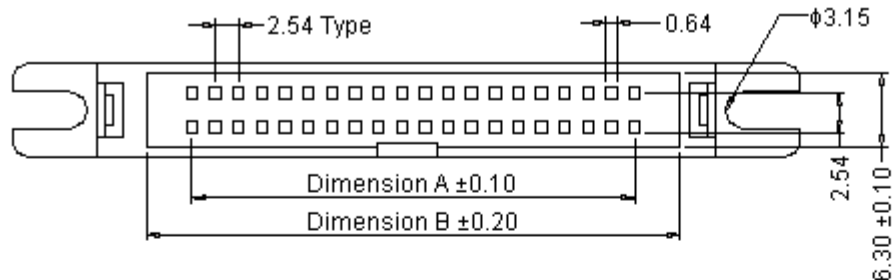 2.54 Type
0.64
ϕ3.15
Dimension A ±0.10
Dimension B ±0.20
2.54
6.30 ±0.10